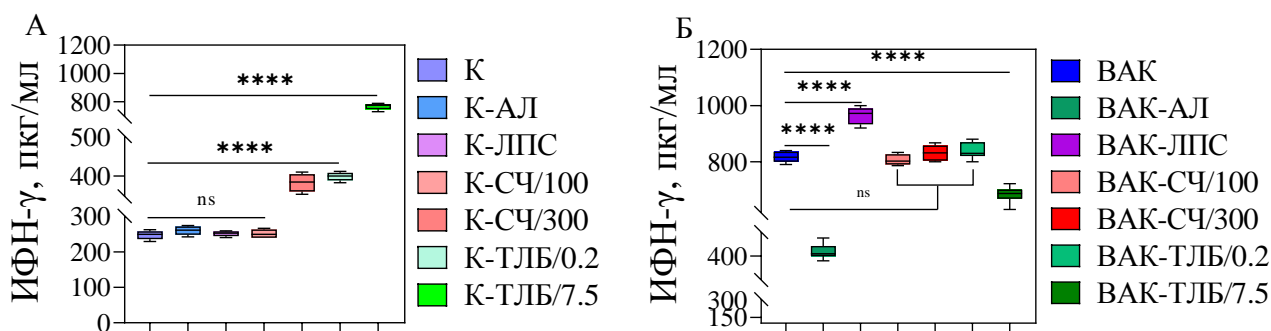 А
ИФН-γ, пкг/мл
1200
1000
800
500
400
300
200
100
0
****
****
ns
К
К-АЛ
К-ЛПС
К-СЧ/100
К-СЧ/300
К-ТЛБ/0.2
К-ТЛБ/7.5
Б
ИФН-γ, пкг/мл
1200
1000
800
400
300
150
****
****
****
ns
ВАК
ВАК-АЛ
ВАК-ЛПС
ВАК-СЧ/100
ВАК-СЧ/300
ВАК-ТЛБ/0.2
ВАК-ТЛБ/7.5